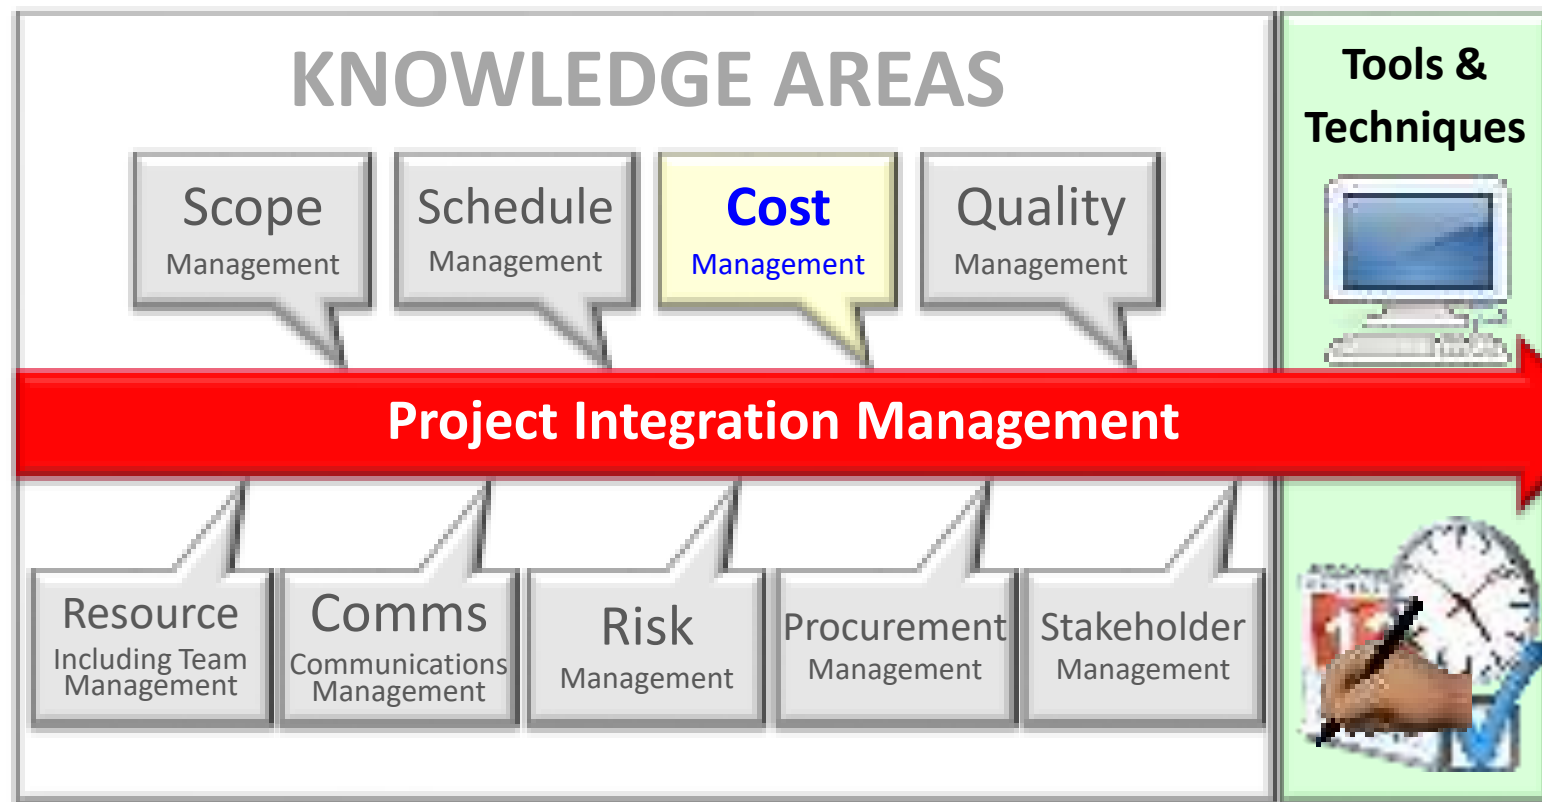 KNOWLEDGE AREAS
Tools &
Techniques
Scope
Management
Schedule
Management
Cost
Management
Quality
Management
Project Integration Management
Resource
Including Team
Management
Comms
Communications
Management
Risk
Management
Procurement
Management
Stakeholder
Management